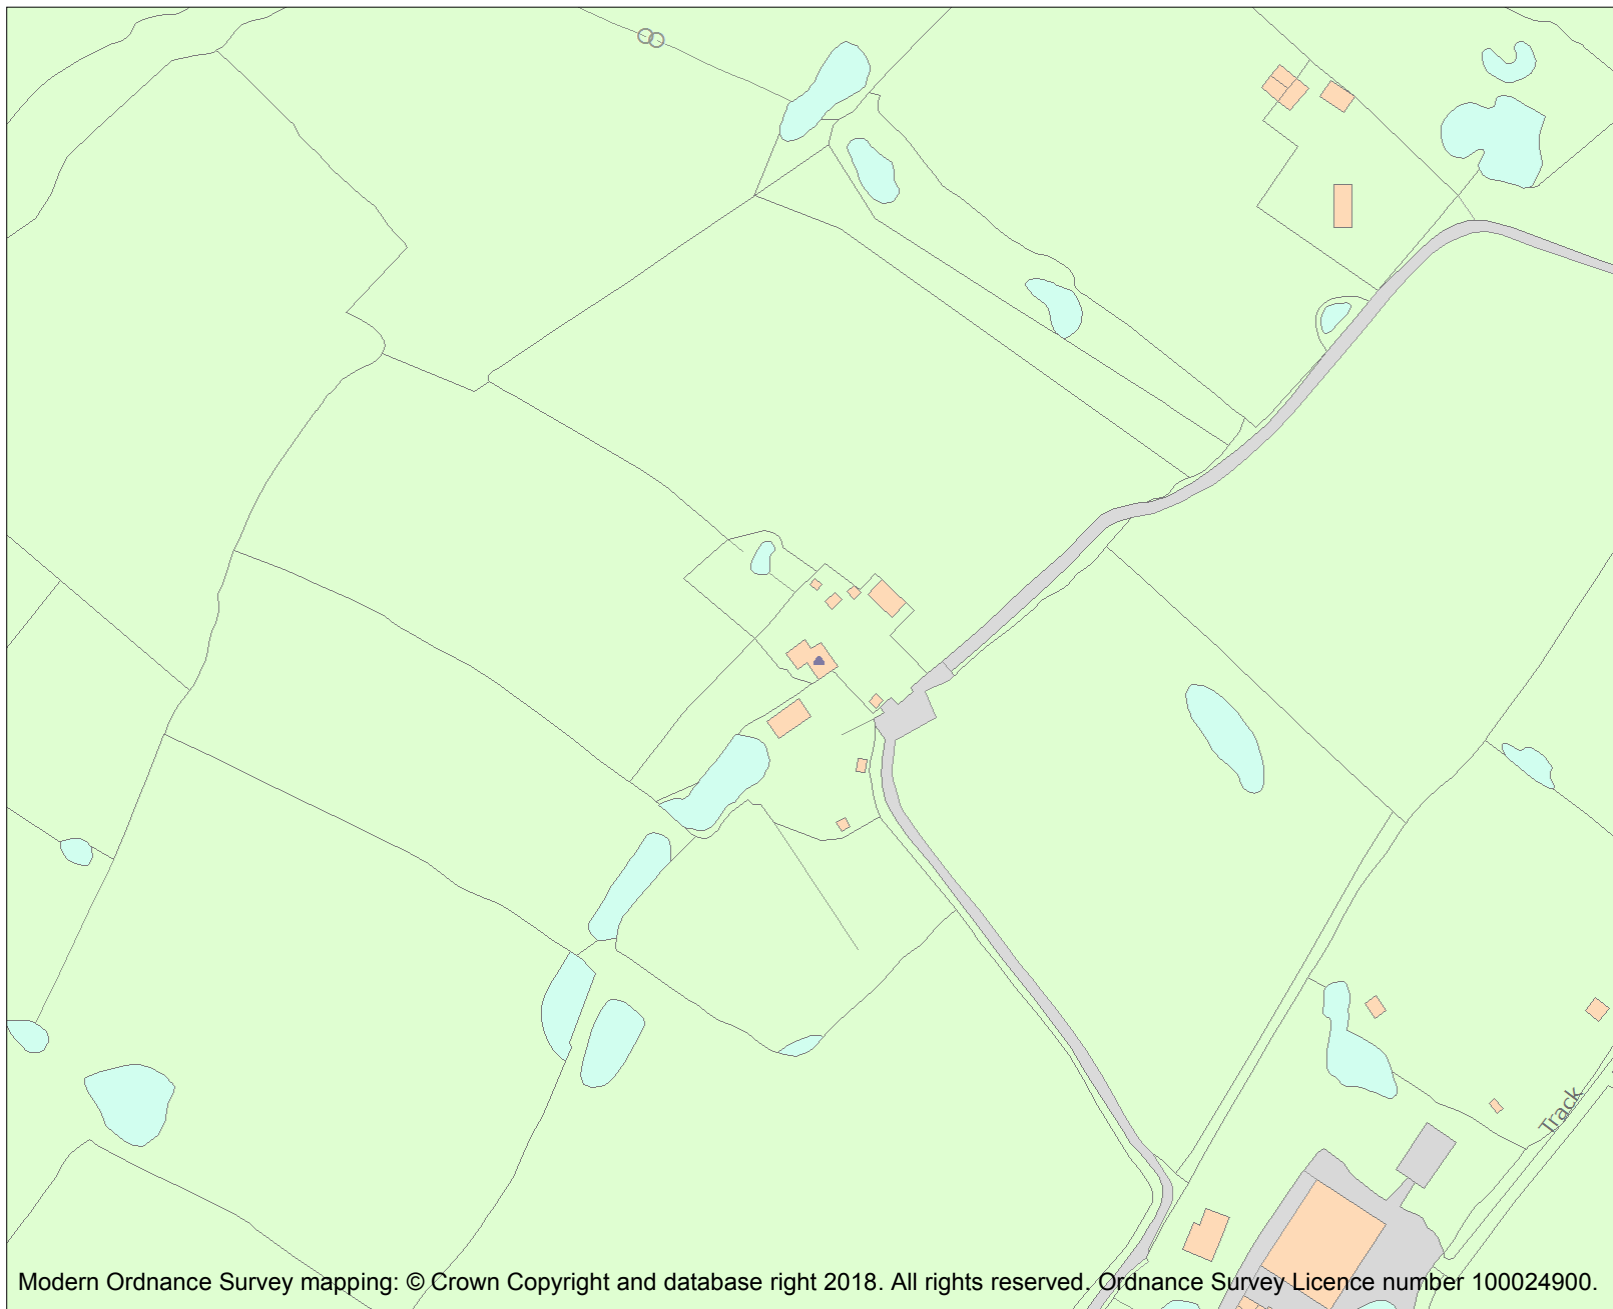 Track
Modern Ordnance Survey mapping: © Crown Copyright and database right 2018. All rights reserved. Ordnance Survey Licence number 100024900.